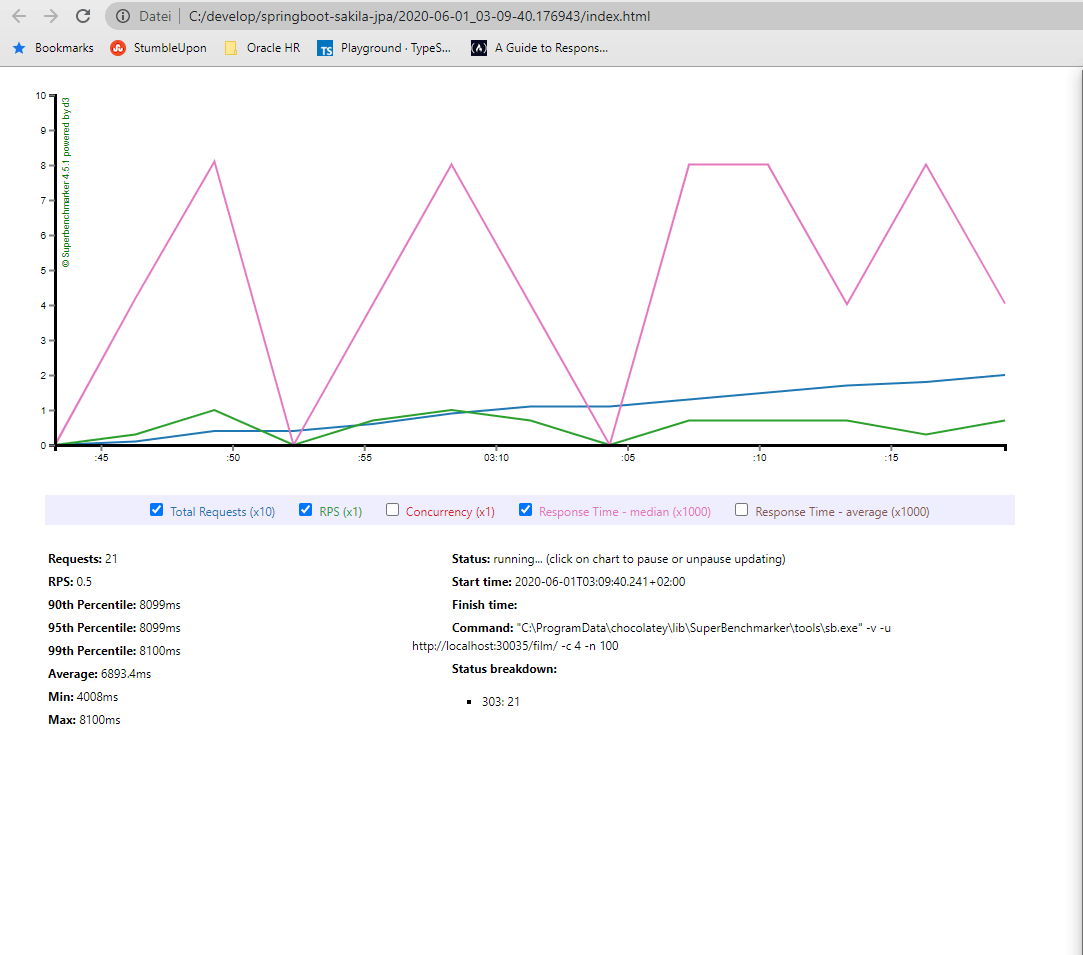 Datei | C:/develop/springboot-sakila-jpa/2020-06-01_03-09-40.176943/index.html
Bookmarks StumbleUpon Oracle HR TS Playground · TypeS... (A) A Guide to Respons...
10
9
8
7
6
5
4
3
2
1
0
© Superbenchmarker 4.5.1 powered by d3
:45 :50 :55 03:10 :05 :10 :15
Total Requests (x10) RPS (x1) Concurrency (x1) Response Time - median (x1000) Response Time - average (x1000)
Requests: 21
RPS: 0.5
90th Percentile: 8099ms
95th Percentile: 8099ms
99th Percentile: 8100ms
Average: 6893.4ms
Min: 4008ms
Max: 8100ms
Status: running... (click on chart to pause or unpause updating)
Start time: 2020-06-01T03:09:40.241+02:00
Finish time:
Command: "C:\ProgramData\chocolatey\lib\SuperBenchmarker\tools\sb.exe" -v -u
http://localhost:30035/film/ -c 4 -n 100
Status breakdown:
303: 21